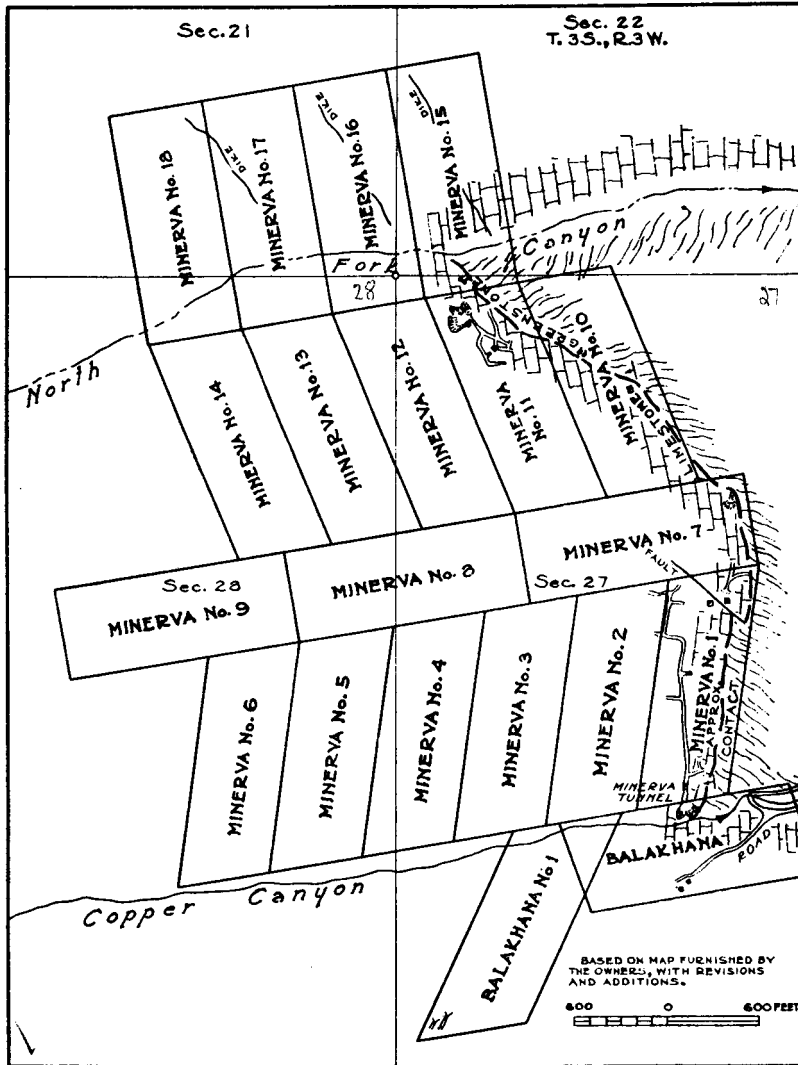 Sec. 21
Sec. 22
T. 3S., R.3W.
MINERVA No. 18
MINERVA No. 17
MINERVA No. 16
MINERVA No. 15
DIKE
DIKE
DIKE
North Fork Canyon
28
27
GREENSTONE
LIMESTONE
MINERVA No. 14
MINERVA No. 13
MINERVA No. 12
MINERVA No. 11
MINERVA No. 10
MINERVA No. 9
MINERVA No. 8
MINERVA No. 7
Sec. 28
Sec. 27
FAULT
MINERVA No. 6
MINERVA No. 5
MINERVA No. 4
MINERVA No. 3
MINERVA No. 2
MINERVA No. 1
APPROX.
CONTACT
MINERVA
TUNNEL
BALAKHANA
ROAD
Copper Canyon
BALAKHANA No 1
BASED ON MAP FURNISHED BY
THE OWNERS, WITH REVISIONS
AND ADDITIONS.
600 0 600 FEET